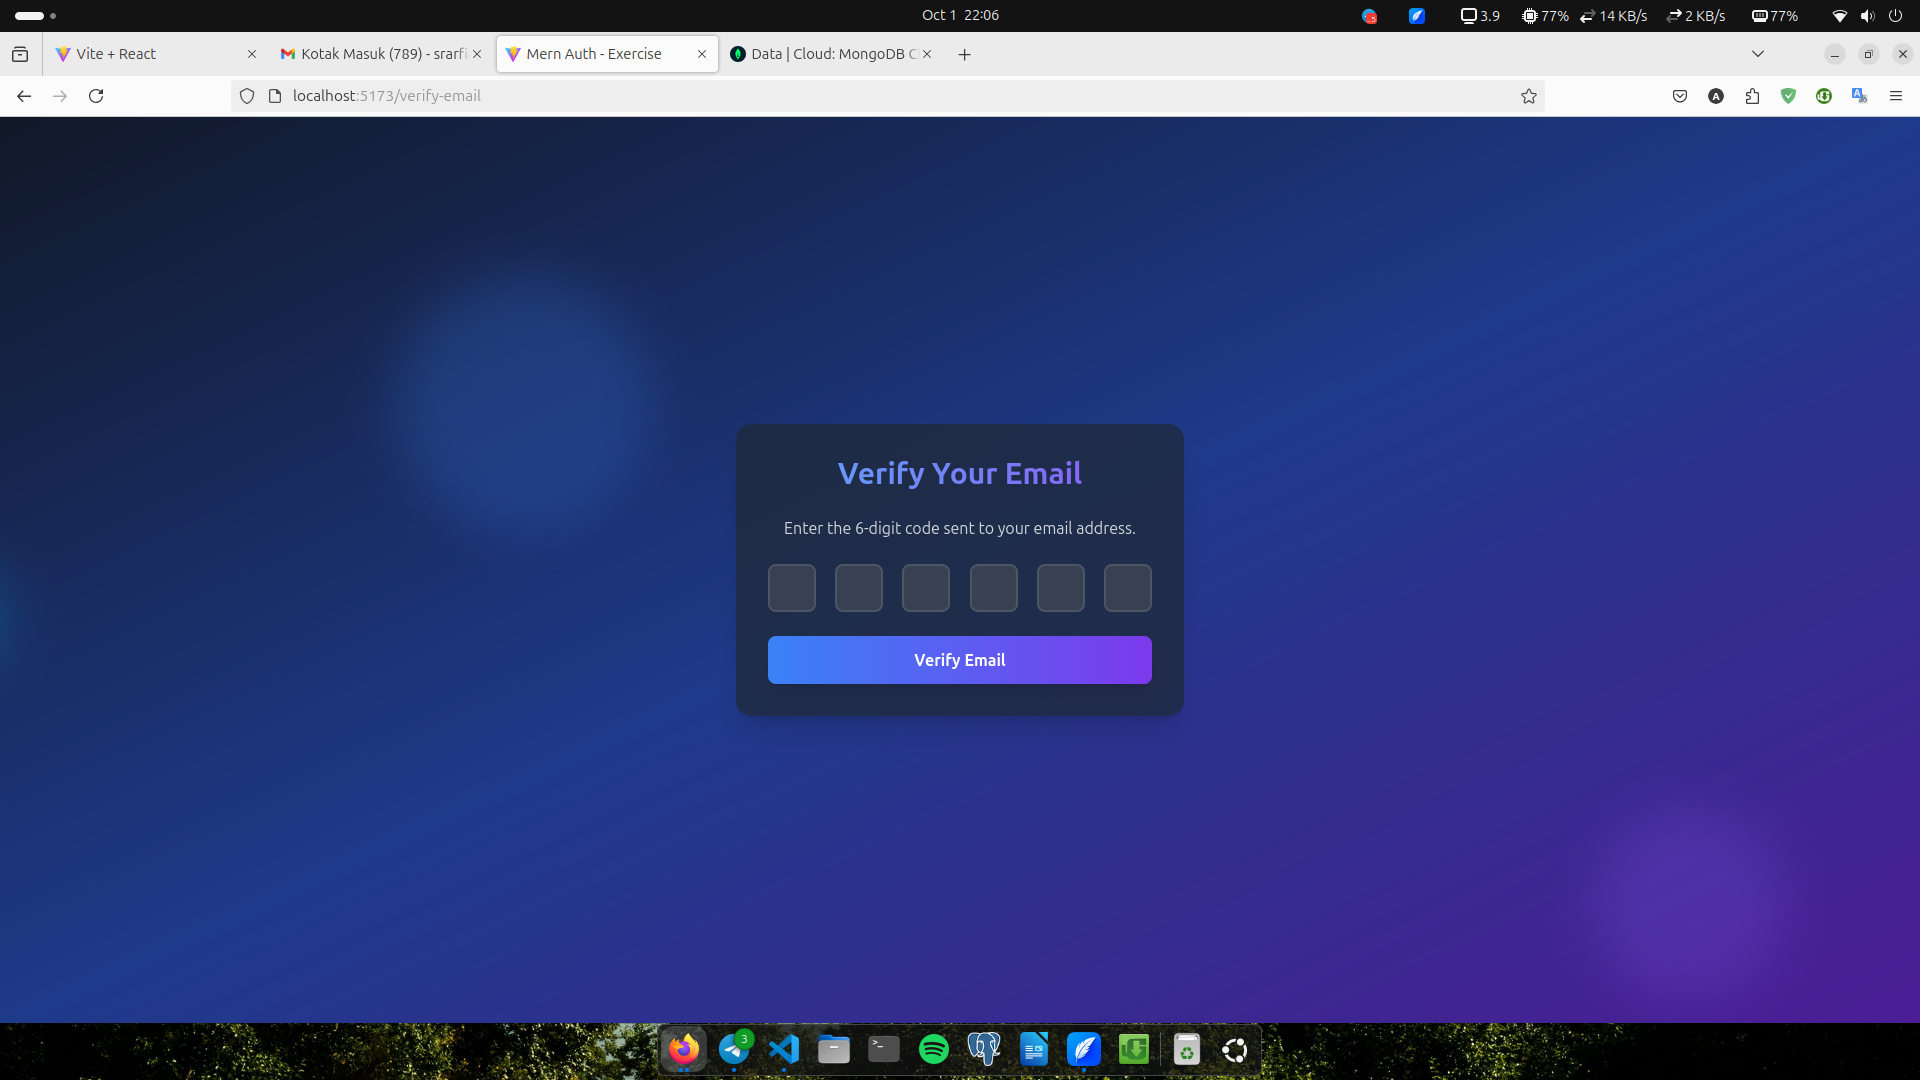 Oct 1 22:06
3.9
77%
14 KB/s
2 KB/s
77%
Vite + React
Kotak Masuk (789) - srarfi
Mern Auth - Exercise
Data | Cloud: MongoDB C
localhost:5173/verify-email
Verify Your Email
Enter the 6-digit code sent to your email address.
Verify Email
3